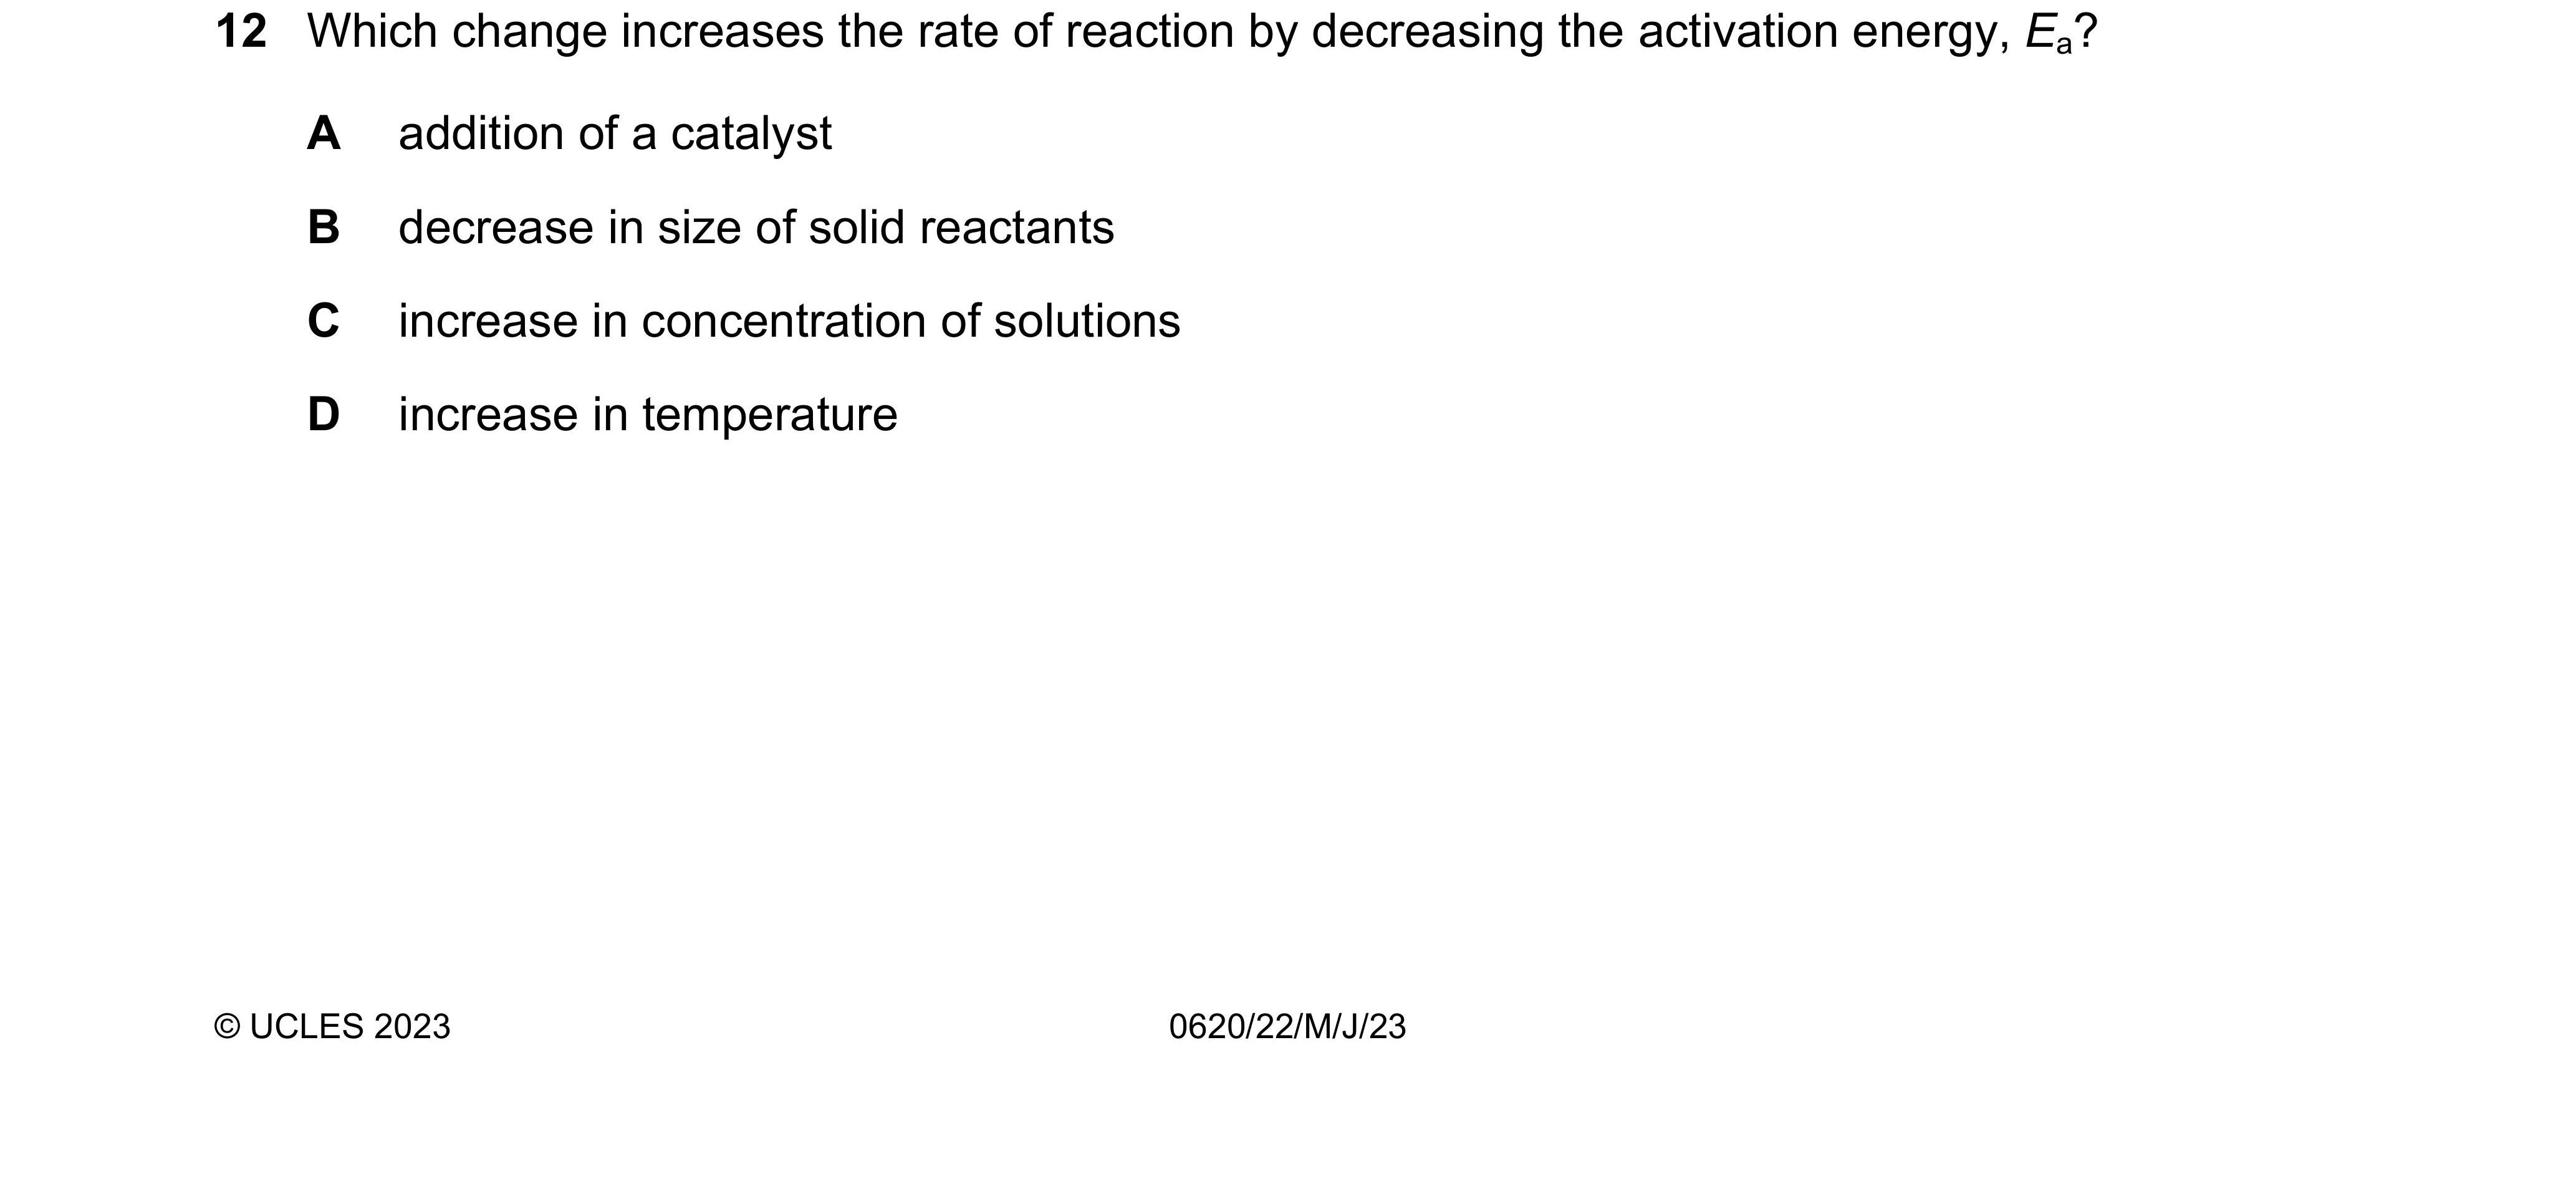 12 Which change increases the rate of reaction by decreasing the activation energy, Ea?
A addition of a catalyst
B decrease in size of solid reactants
C increase in concentration of solutions
D increase in temperature
© UCLES 2023 0620/22/M/J/23